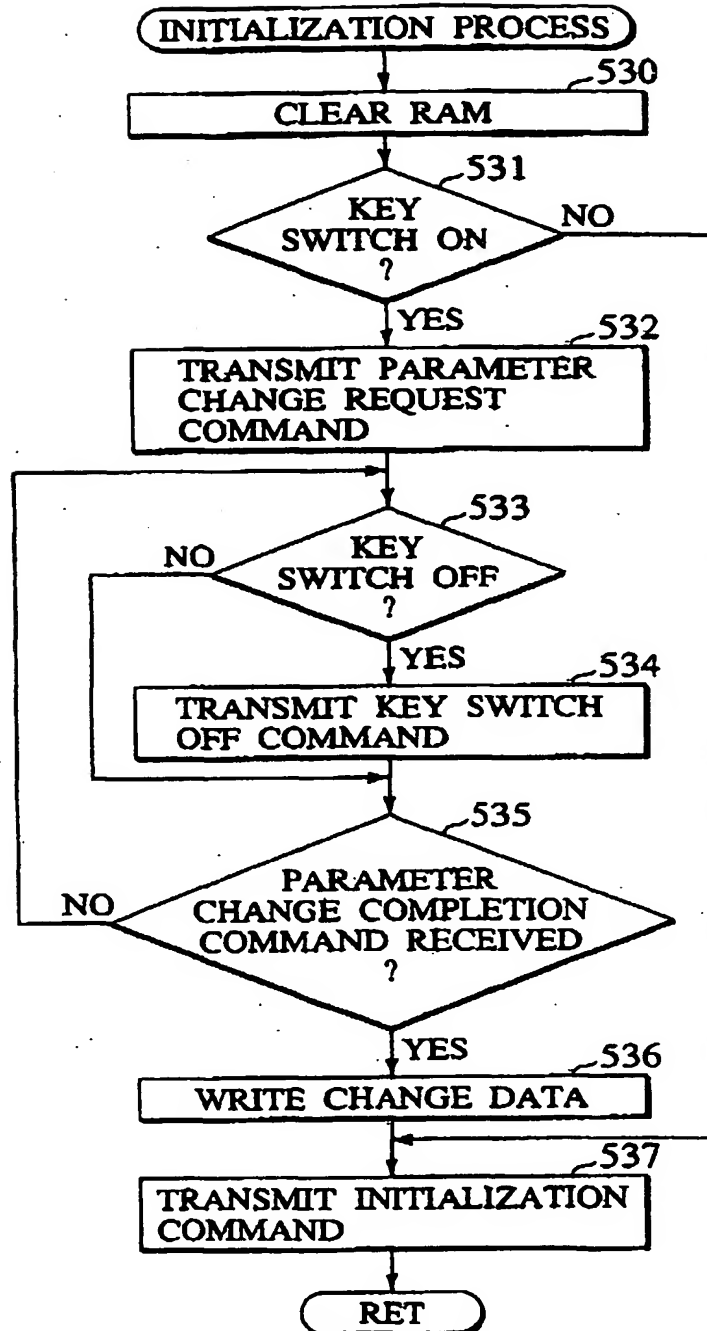 INITIALIZATION PROCESS
530
CLEAR RAM
531
KEY
SWITCH ON
?
NO
YES
532
TRANSMIT PARAMETER
CHANGE REQUEST
COMMAND
533
KEY
SWITCH OFF
?
NO
YES
534
TRANSMIT KEY SWITCH
OFF COMMAND
535
PARAMETER
CHANGE COMPLETION
COMMAND RECEIVED
?
NO
YES
536
WRITE CHANGE DATA
537
TRANSMIT INITIALIZATION
COMMAND
RET